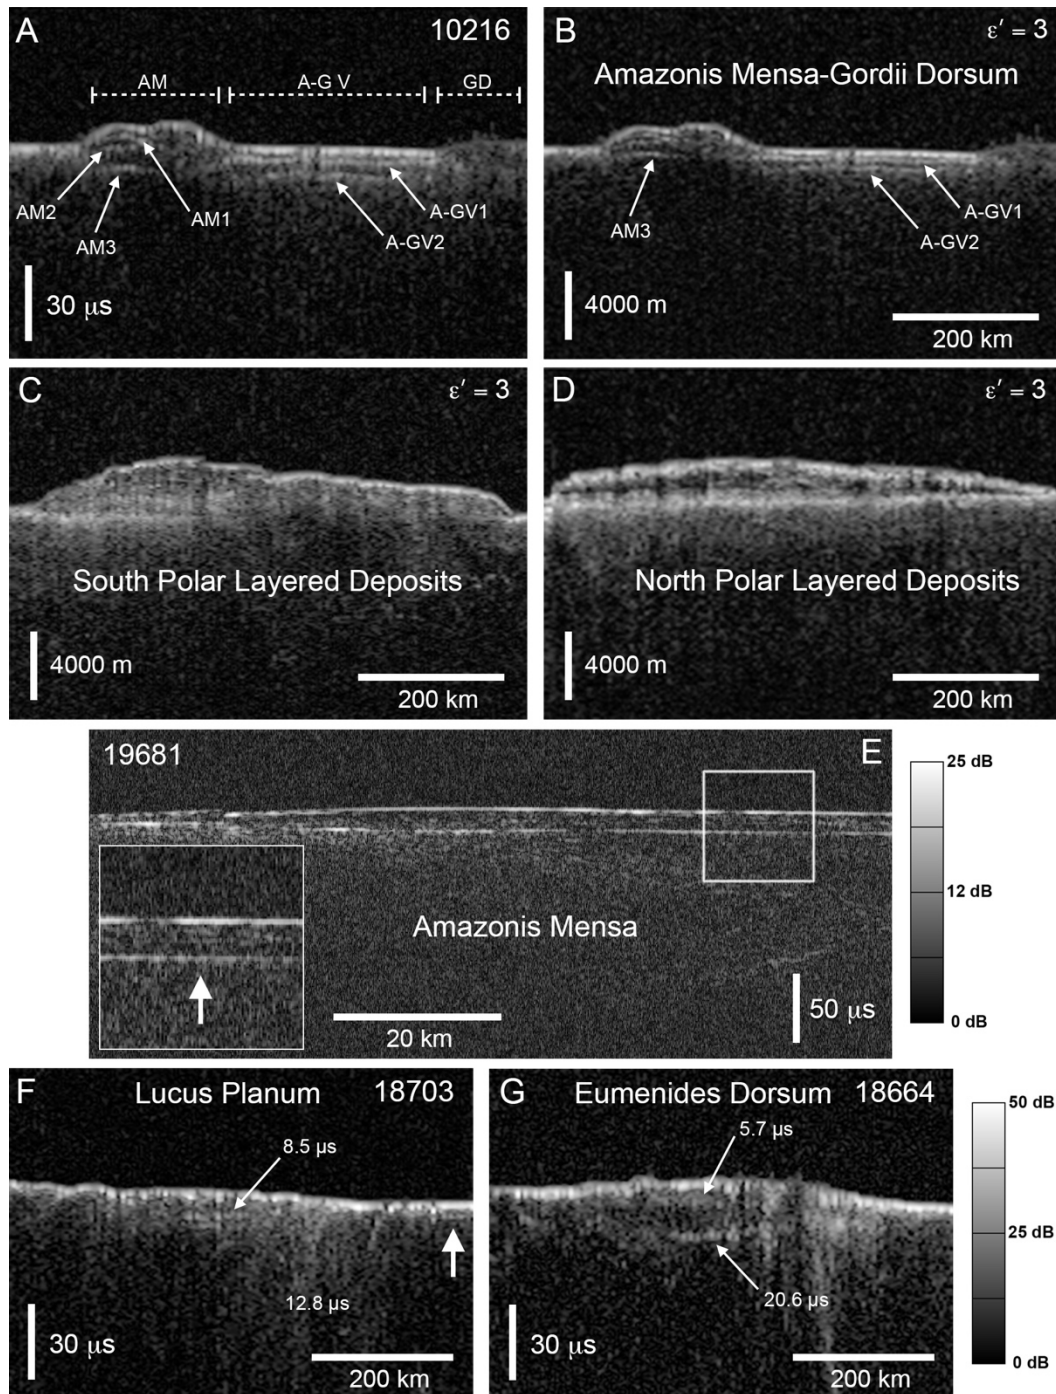 A
10216
AM
A-G V
GD
AM2
AM3
AM1
A-GV1
A-GV2
30 μs
B
ε′ = 3
Amazonis Mensa-Gordii Dorsum
AM3
A-GV1
A-GV2
4000 m
200 km
C
ε′ = 3
South Polar Layered Deposits
4000 m
200 km
D
ε′ = 3
North Polar Layered Deposits
4000 m
200 km
19681
E
Amazonis Mensa
20 km
50 μs
25 dB
12 dB
0 dB
F
Lucus Planum
18703
8.5 μs
12.8 μs
30 μs
200 km
G
Eumenides Dorsum
18664
5.7 μs
20.6 μs
30 μs
200 km
50 dB
25 dB
0 dB